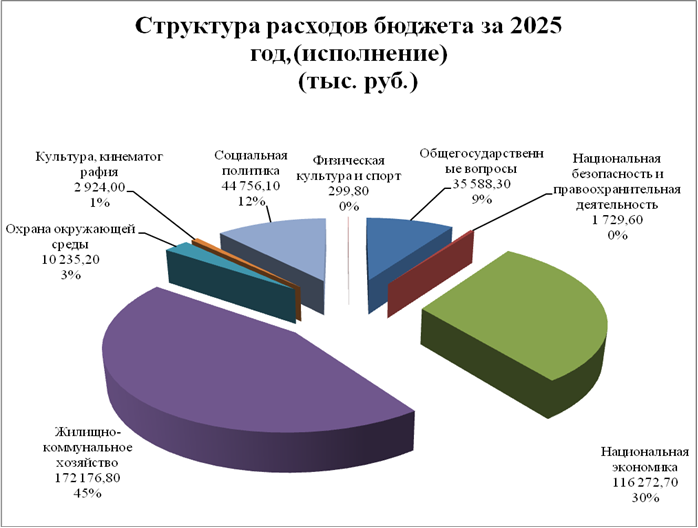 Структура расходов бюджета за 2025
год,(исполнение)
(тыс. руб.)
Культура, кинематог
рафия
2 924,00
1%
Социальная
политика
44 756,10
12%
Физическая
культура и спорт
299,80
0%
Общегосударственн
ые вопросы
35 588,30
9%
Национальная
безопасность и
правоохранительная
деятельность
1 729,60
0%
Охрана окружающей
среды
10 235,20
3%
Жилищно-
коммунальное
хозяйство
172 176,80
45%
Национальная
экономика
116 272,70
30%